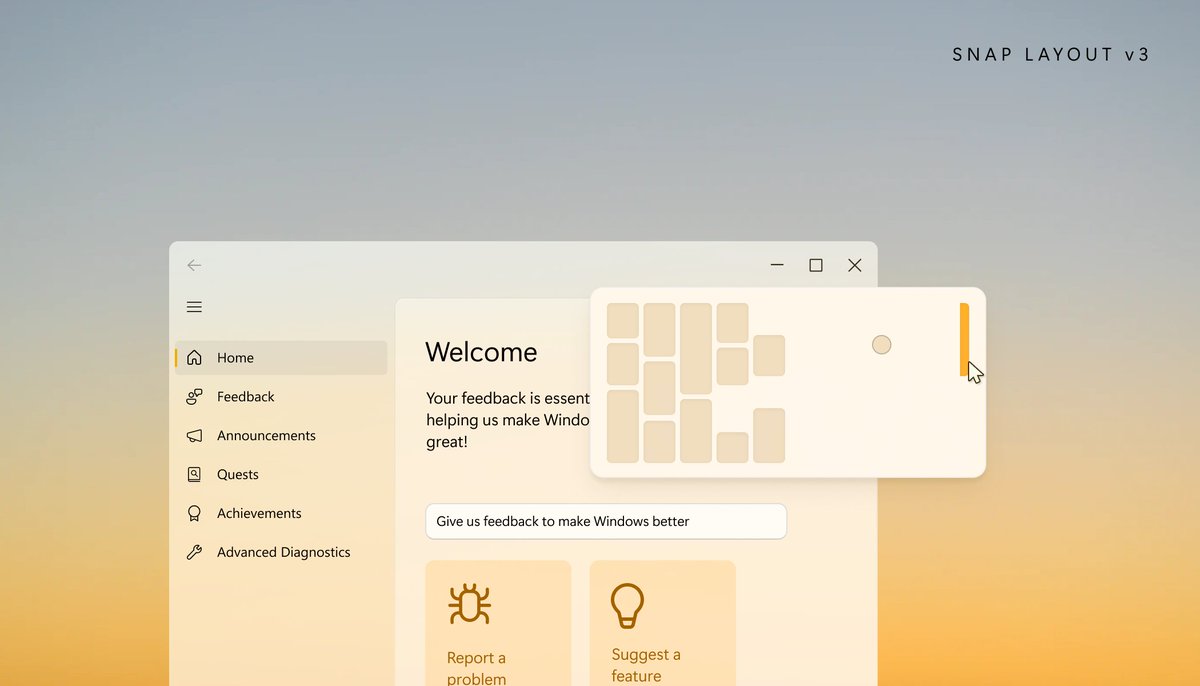 SNAP LAYOUT v3
Home
Feedback
Announcements
Quests
Achievements
Advanced Diagnostics
Welcome
Your feedback is essent
helping us make Windo
great!
Give us feedback to make Windows better
Report a
problem
Suggest a
feature